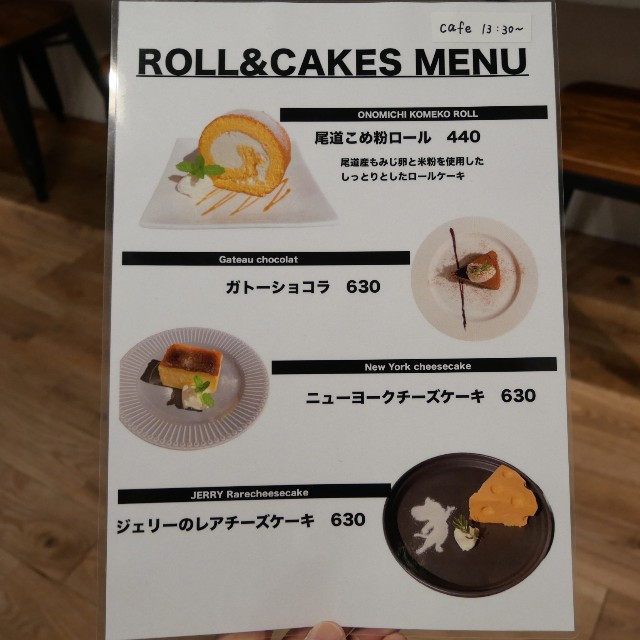 cafe 13:30~
ROLL&CAKES MENU
ONOMICHI KOMEKO ROLL
尾道こめ粉ロール 440
尾道産もみじ卵と米粉を使用した
しっとりとしたロールケーキ
Gateau chocolat
ガトーショコラ 630
New York cheesecake
ニューヨークチーズケーキ 630
JERRY Rarecheesecake
ジェリーのレアチーズケーキ 630